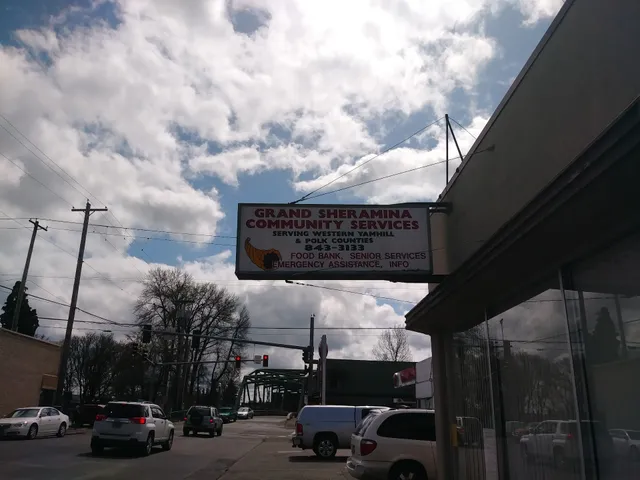 GRAND SHERAMINA
COMMUNITY SERVICES
SERVING WESTERN YAMHILL
& POLK COUNTIES
843-3133
FOOD BANK, SENIOR SERVICES
EMERGENCY ASSISTANCE, INFO